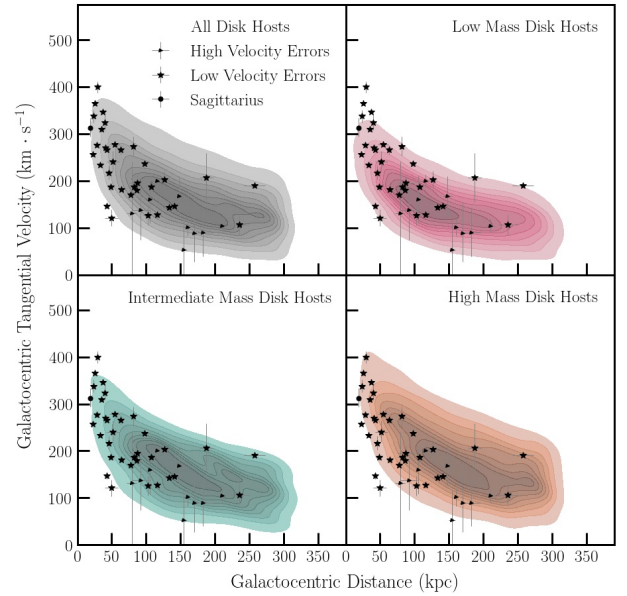 All Disk Hosts
High Velocity Errors
Low Velocity Errors
Sagittarius
Low Mass Disk Hosts
Intermediate Mass Disk Hosts
High Mass Disk Hosts
Galactocentric Tangential Velocity (km · s⁻¹)
500
400
300
200
100
0
500
400
300
200
100
0
0 50 100 150 200 250 300 350
0 50 100 150 200 250 300 350
Galactocentric Distance (kpc)